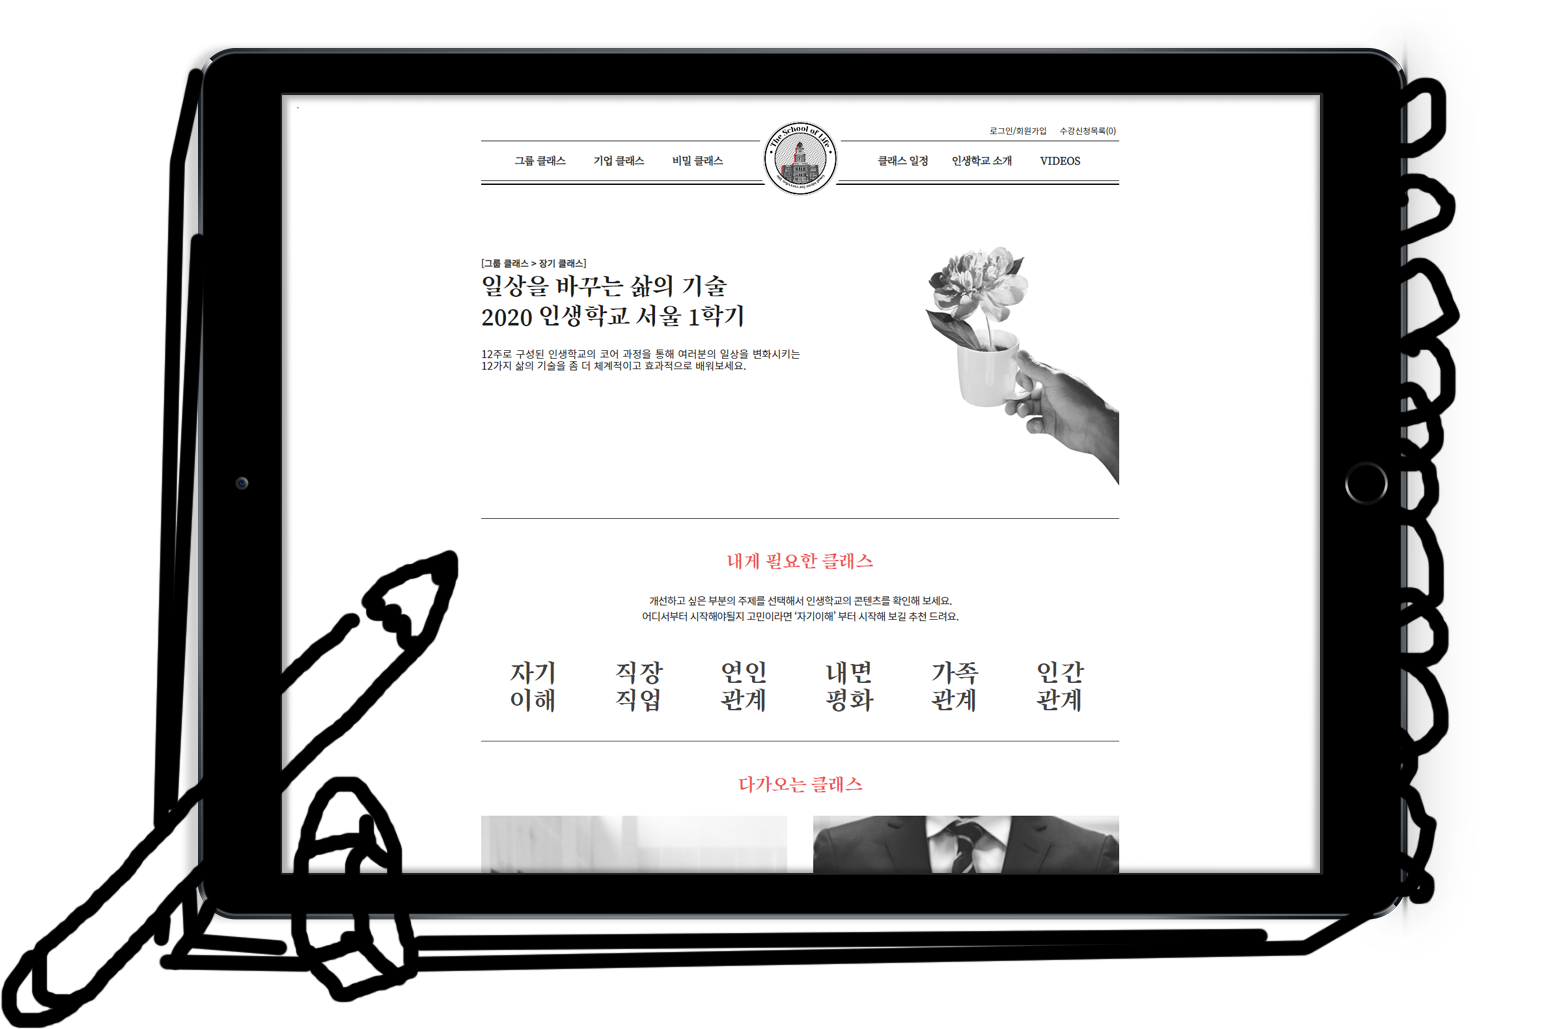 로그인/회원가입 수강신청목록(0)
The School of Life
그룹 클래스 기업 클래스 비밀 클래스 클래스 일정 인생학교 소개 VIDEOS
[그룹 클래스 > 장기 클래스]
일상을 바꾸는 삶의 기술
2020 인생학교 서울 1학기
12주로 구성된 인생학교의 코어 과정을 통해 여러분의 일상을 변화시키는
12가지 삶의 기술을 좀 더 체계적이고 효과적으로 배워보세요.
내게 필요한 클래스
개선하고 싶은 부분의 주제를 선택해서 인생학교의 콘텐츠를 확인해 보세요.
어디서부터 시작해야될지 고민이라면 '자기이해' 부터 시작해 보길 추천 드려요.
자기 직장 연인 내면 가족 인간
이해 직업 관계 평화 관계 관계
다가오는 클래스